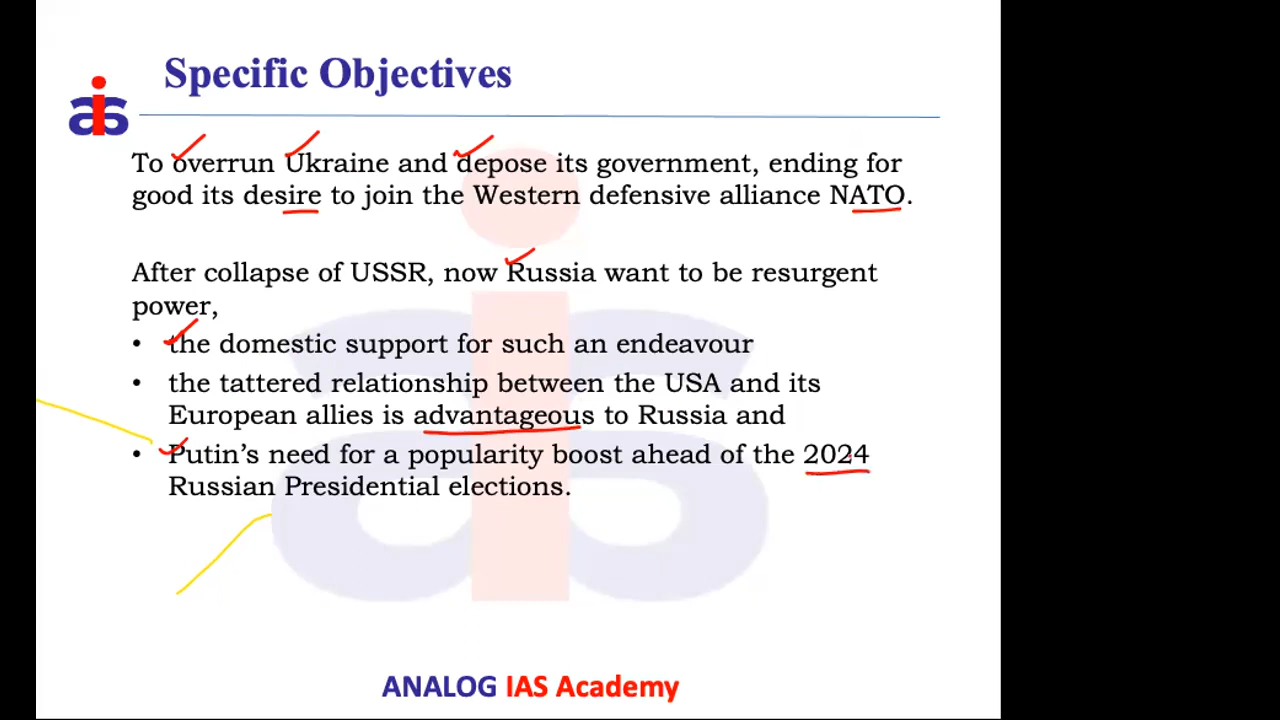 Specific Objectives
ais
To overrun Ukraine and depose its government, ending for
good its desire to join the Western defensive alliance NATO.
After collapse of USSR, now Russia want to be resurgent
power,
• the domestic support for such an endeavour
• the tattered relationship between the USA and its
European allies is advantageous to Russia and
• Putin’s need for a popularity boost ahead of the 2024
Russian Presidential elections.
ANALOG IAS Academy